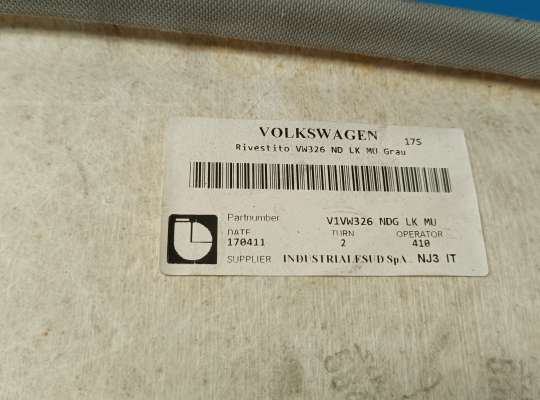 VOLKSWAGEN 17S
Rivestito VW326 ND LK MU Grau
Partnumber V1VW326 NDG LK MU
DATE TURN OPERATOR
170411 2 410
SUPPLIER INDUSTRIALESUD SpA. NJ3 IT